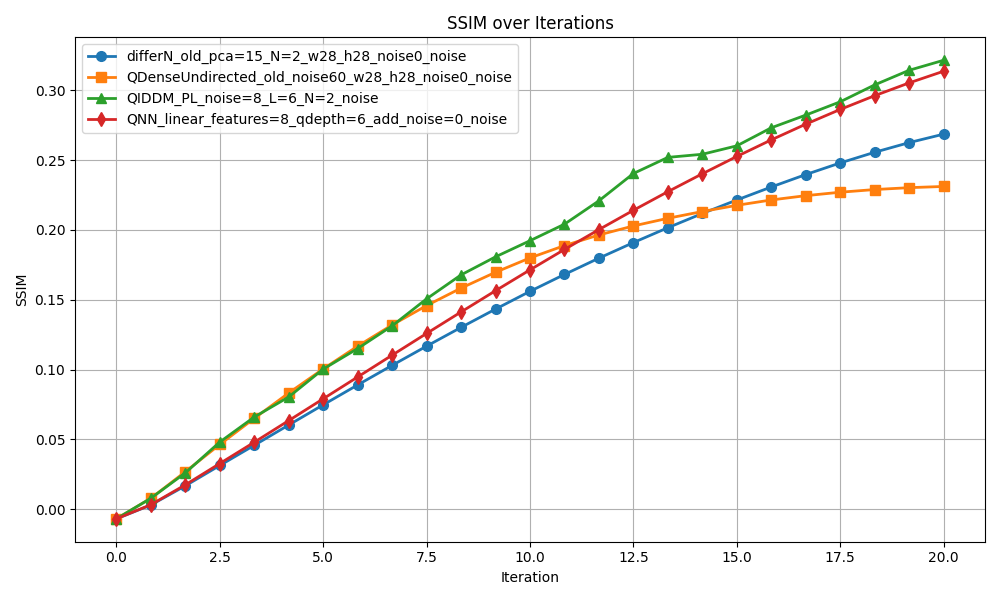 SSIM over Iterations
differN_old_pca=15_N=2_w28_h28_noise0_noise
QDenseUndirected_old_noise60_w28_h28_noise0_noise
QIDDM_PL_noise=8_L=6_N=2_noise
QNN_linear_features=8_qdepth=6_add_noise=0_noise
SSIM
0.30
0.25
0.20
0.15
0.10
0.05
0.00
0.0 2.5 5.0 7.5 10.0 12.5 15.0 17.5 20.0
Iteration